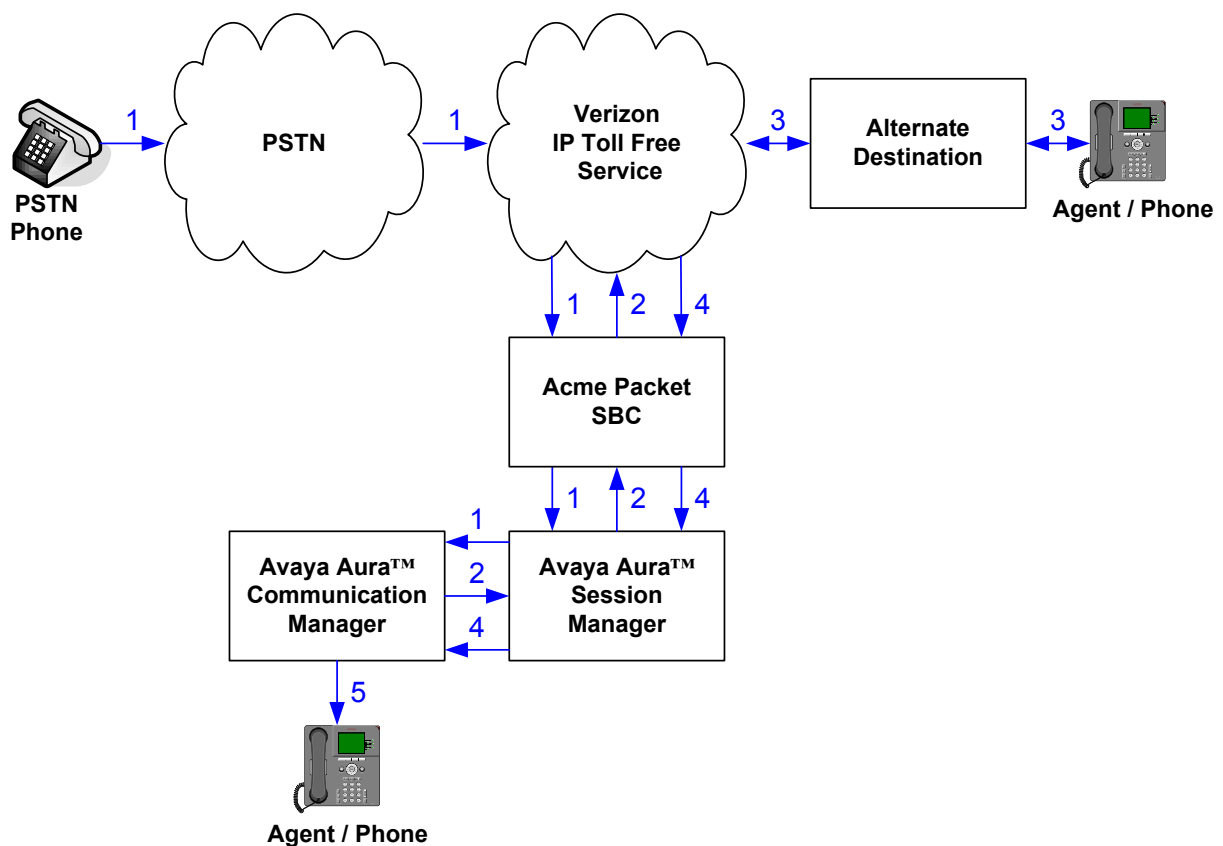 1
PSTN
Phone
PSTN
1
Verizon
IP Toll Free
Service
3
Alternate
Destination
3
Agent / Phone
1
2
4
Acme Packet
SBC
1
2
4
1
2
4
Avaya Aura™
Communication
Manager
Avaya Aura™
Session
Manager
5
Agent / Phone